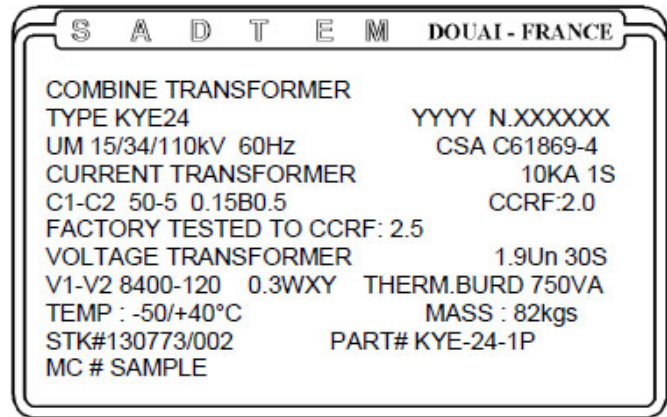 SADTEM DOUAI - FRANCE
COMBINE TRANSFORMER
TYPE KYE24 YYYY N.XXXXXX
UM 15/34/110kV 60Hz CSA C61869-4
CURRENT TRANSFORMER 10KA 1S
C1-C2 50-5 0.15B0.5 CCRF:2.0
FACTORY TESTED TO CCRF: 2.5
VOLTAGE TRANSFORMER 1.9Un 30S
V1-V2 8400-120 0.3WXY THERM.BURD 750VA
TEMP : -50/+40°C MASS : 82kgs
STK#130773/002 PART# KYE-24-1P
MC # SAMPLE